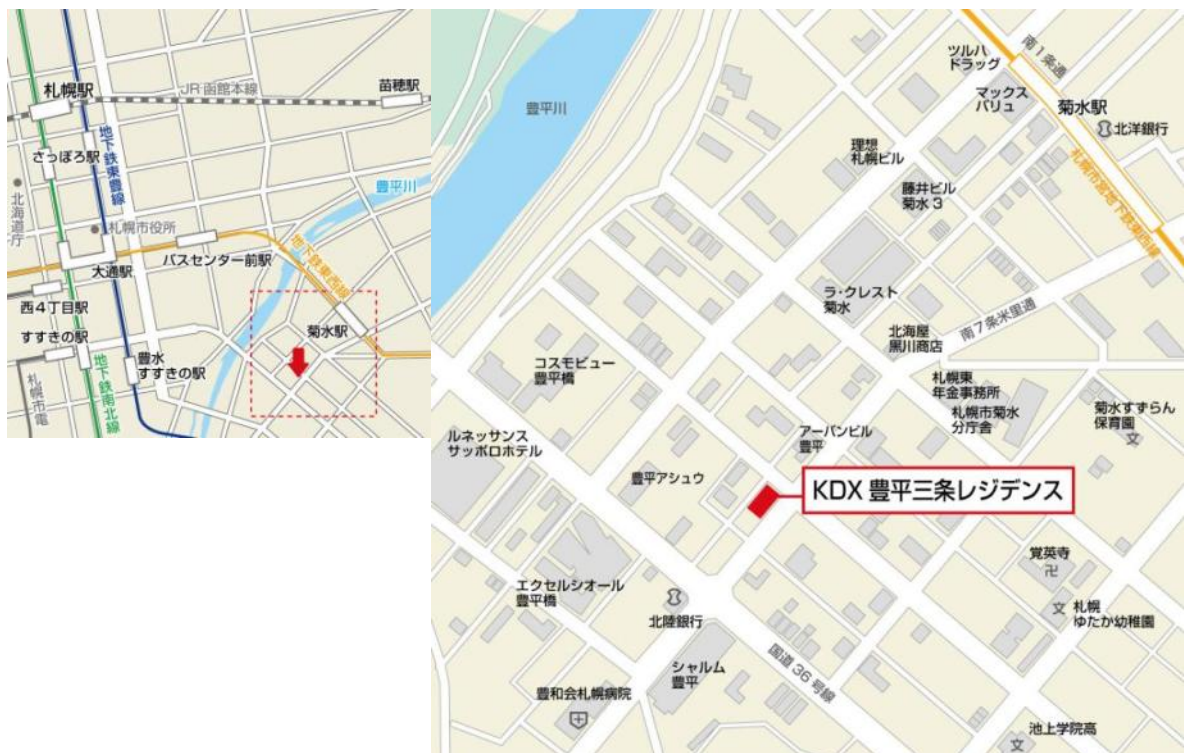 札幌駅
JR 函館本線
苗穂駅
さっぽろ駅
地下鉄東豊線
豊平川
北海道庁
札幌市役所
バスセンター前駅
地下鉄東西線
大通駅
西4丁目駅
すすきの駅
豊水
すすきの駅
菊水駅
札幌市電
地下鉄南北線
豊平川
ツルハ
ドラッグ
南1条通
マックス
バリュ
菊水駅
北洋銀行
理想
札幌ビル
藤井ビル
菊水3
札幌市営地下鉄東西線
ラ・クレスト
菊水
南7条米里通
北海屋
黒川商店
コスモビュー
豊平橋
札幌東
年金事務所
札幌市菊水
分庁舎
菊水すずらん
保育園
文
ルネッサンス
サッポロホテル
アーバンビル
豊平
豊平アシュウ
KDX 豊平三条レジデンス
覚英寺
卍
エクセルシオール
豊平橋
北陸銀行
文
札幌
ゆたか幼稚園
国道36号線
シャルム
豊平
豊和会札幌病院
池上学院高
文